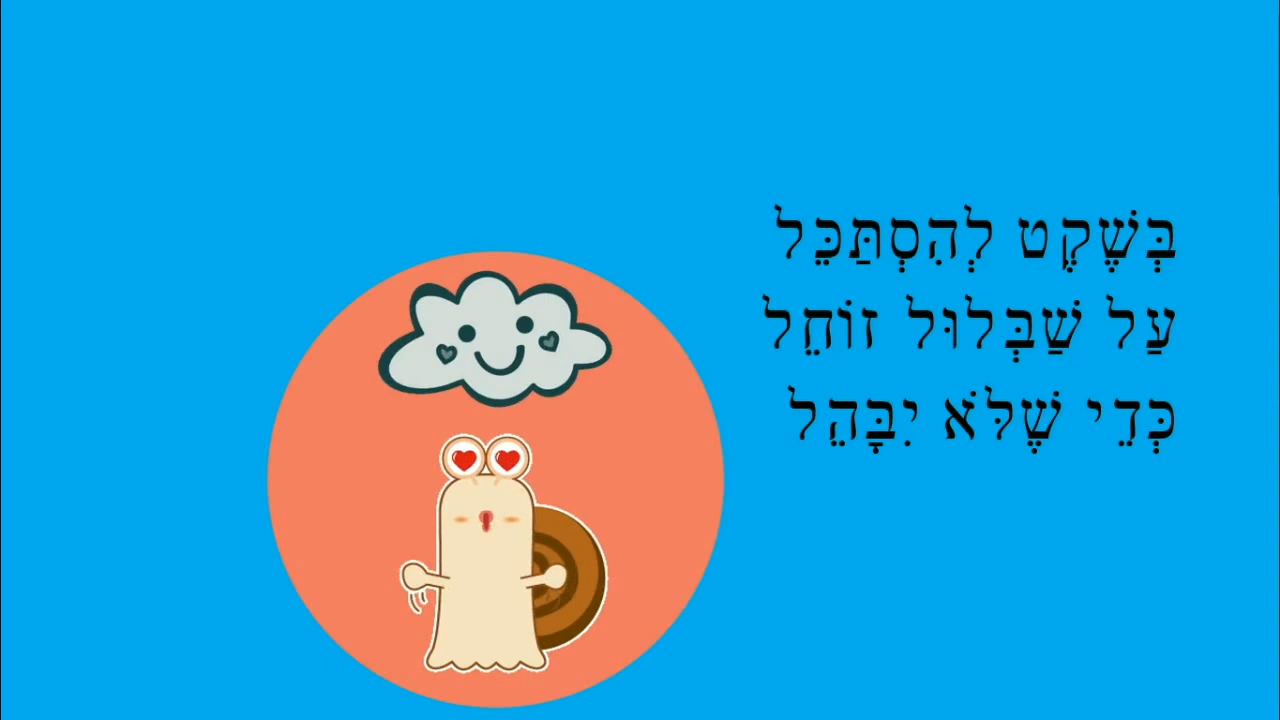 בְּשֶׁקֶט לְהִסְתַּכֵּל
עַל שַׁבְּלוּל זוֹחֵל
כְּדֵי שֶׁלֹּא יִבָּהֵל